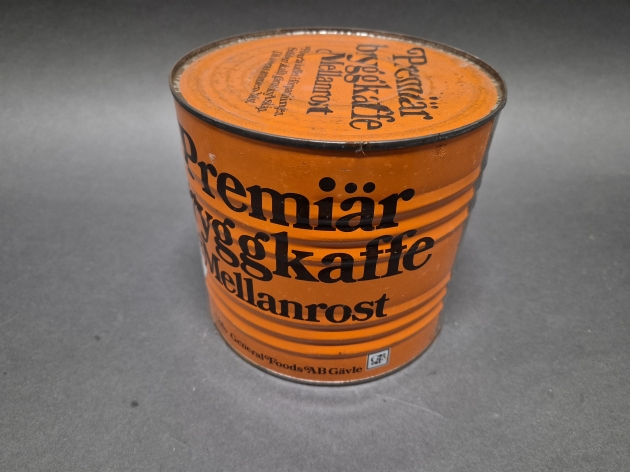 Premiär
bryggkaffe
Mellanrost
Premiär
ryggkaffe
Mellanrost
General Foods AB Gävle